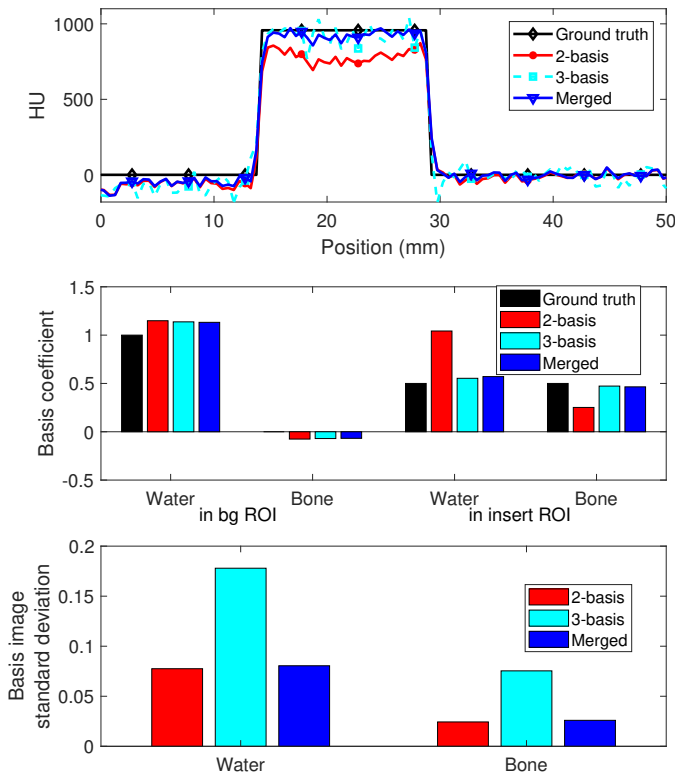 1000
500
0
HU
0
10
20
30
40
50
Position (mm)
Ground truth
2-basis
3-basis
Merged
1.5
1
0.5
0
-0.5
Basis coefficient
Ground truth
2-basis
3-basis
Merged
Water
Bone
Water
Bone
in bg ROI
in insert ROI
0.2
0.15
0.1
0.05
0
Basis image
standard deviation
2-basis
3-basis
Merged
Water
Bone